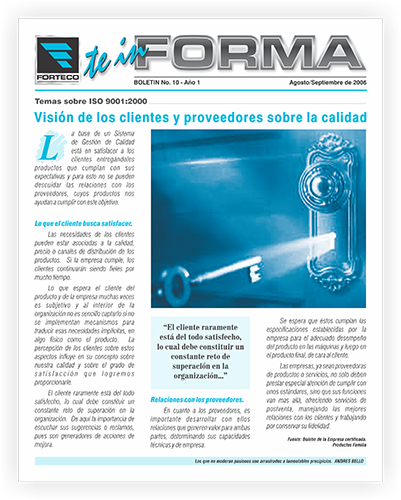 FORTECO
te in FORMA
BOLETIN No. 10 - Año 1
Agosto/Septiembre de 2006
Temas sobre ISO 9001:2000
Visión de los clientes y proveedores sobre la calidad
La base de un Sistema
de Gestión de Calidad
está en satisfacer a los
clientes entregándoles
productos que cumplan con sus
expectativas y para esto no se pueden
descuidar las relaciones con los
proveedores, cuyos productos nos
ayudan a cumplir con este objetivo.
Lo que el cliente busca satisfacer.
Las necesidades de los clientes
pueden estar asociadas a la calidad,
precio o canales de distribución de los
productos. Si la empresa cumple, los
clientes continuarán siendo fieles por
mucho tiempo.
Lo que espera el cliente del
producto y de la empresa muchas veces
es subjetivo y al interior de la
organización no es sencillo captarlo si no
se implementan mecanismos para
traducir esas necesidades implícitas, en
algo físico como el producto. La
percepción de los clientes sobre estos
aspectos influye en su concepto sobre
nuestra calidad y sobre el grado de
satisfacción que logremos
proporcionarle.
El cliente raramente está del todo
satisfecho, lo cual debe constituir un
constante reto de superación en la
organización. De aquí la importancia de
escuchar sus sugerencias o reclamos,
pues son generadores de acciones de
mejora.
“El cliente raramente
está del todo satisfecho,
lo cual debe constituir un
constante reto de
superación en la
organización...”
Relaciones con los proveedores.
En cuanto a los proveedores, es
importante desarrollar con ellos
relaciones que generen valor para ambas
partes, determinando sus capacidades
técnicas y de empresa.
Se espera que éstos cumplan las
especificaciones establecidas por la
empresa para el adecuado desempeño
del producto en las máquinas y luego en
el producto final, de cara al cliente.
Las empresas, ya sean proveedoras
de productos o servicios, no sólo deben
prestar especial atención de cumplir con
unos estándares, sino que sus funciones
van mas allá, ofreciendo servicios de
postventa, manejando las mejores
relaciones con los clientes y trabajando
por conservar su fidelidad.
Fuente: Boletín de la Empresa certificada.
Productos Familia
Los que no moderan pasiones son arrastrados a lamentables precipicios. ANDRES BELLO